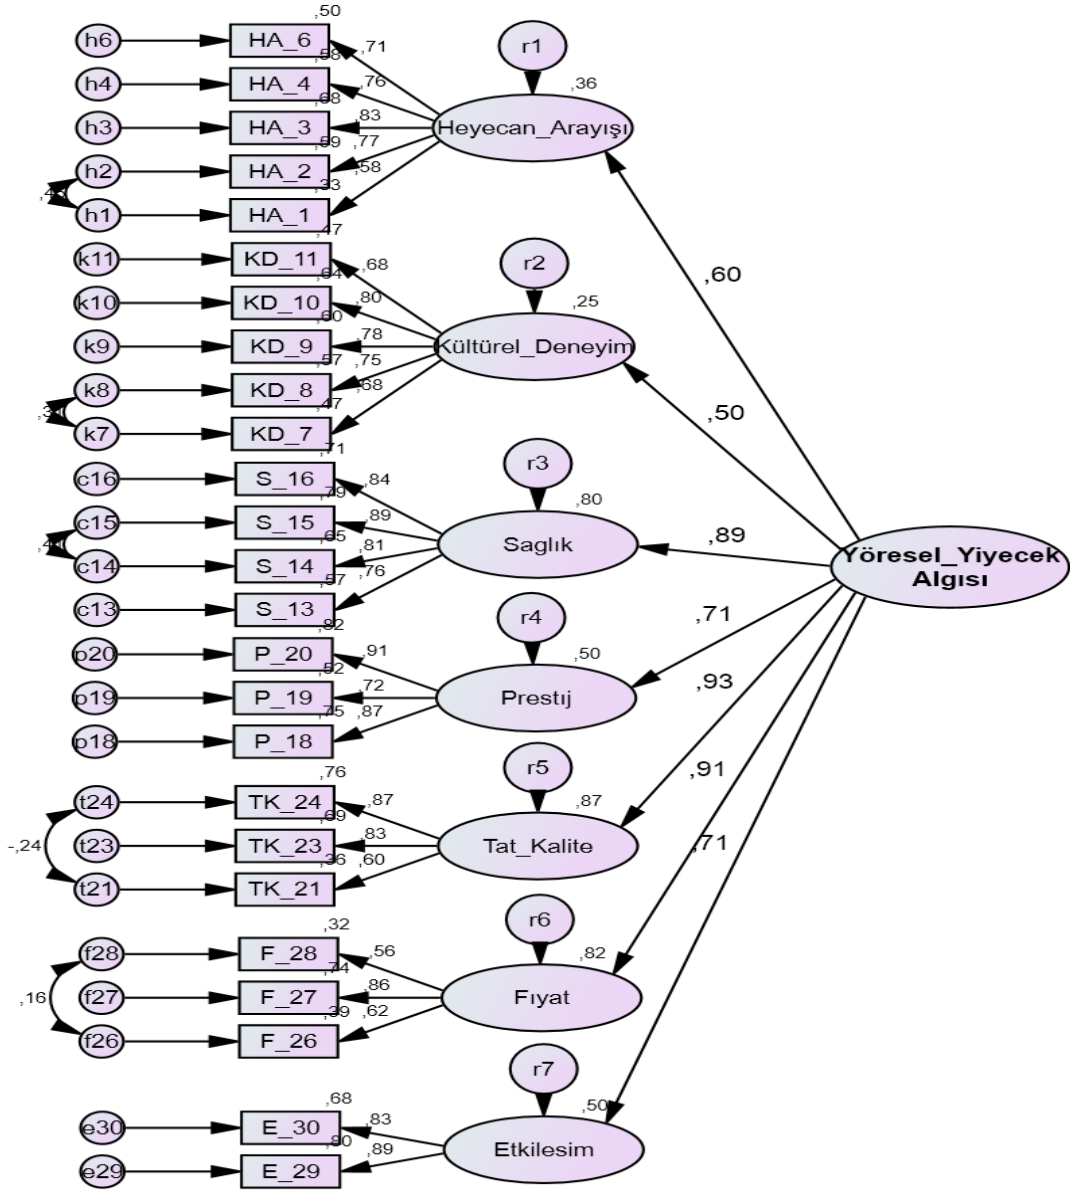 ,50
h6
HA_6
,71
r1
,36
,58
h4
HA_4
,76
,68
h3
HA_3
,83
Heyecan_Arayışı
,59
,77
h2
HA_2
,58
,33
h1
HA_1
,47
k11
KD_11
,68
r2
,60
,64
k10
KD_10
,80
,25
,60
k9
KD_9
,78
Kültürel_Deneyim
,57
,75
k8
KD_8
,68
,47
k7
KD_7
,50
,71
c16
S_16
,84
r3
,79
,80
c15
S_15
,89
,65
,81
Saglık
,89
c14
S_14
,76
,57
c13
S_13
Yöresel_Yiyecek
Algısı
,82
p20
P_20
,91
r4
,71
,52
,50
p19
P_19
,72
Prestıj
,93
,75
,87
p18
P_18
,76
t24
TK_24
,87
r5
,87
,91
,69
-,24
t23
TK_23
,83
Tat_Kalite
,71
,36
,60
t21
TK_21
,32
f28
F_28
,56
r6
,82
,74
,16
f27
F_27
,86
Fıyat
,39
,62
f26
F_26
r7
,68
,50
e30
E_30
,83
,80
,89
Etkilesim
e29
E_29